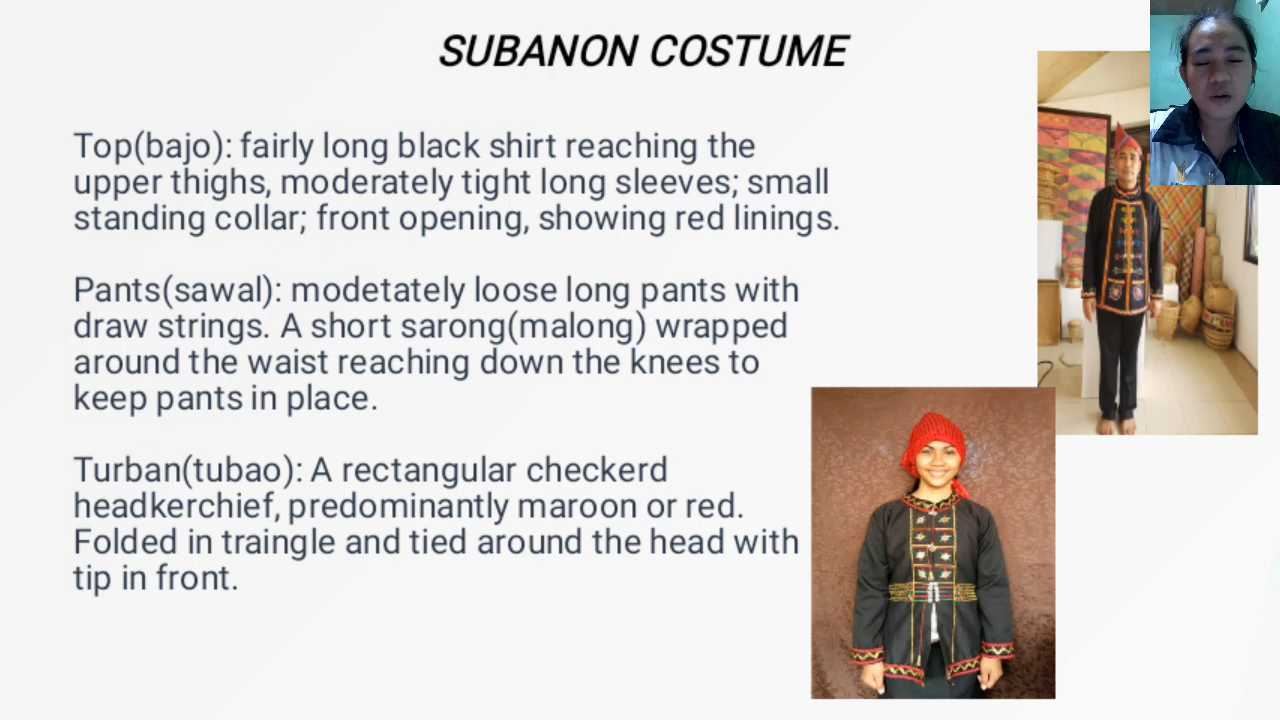 SUBANON COSTUME
Top(bajo): fairly long black shirt reaching the
upper thighs, moderately tight long sleeves; small
standing collar; front opening, showing red linings.
Pants(sawal): modetately loose long pants with
draw strings. A short sarong(malong) wrapped
around the waist reaching down the knees to
keep pants in place.
Turban(tubao): A rectangular checkerd
headkerchief, predominantly maroon or red.
Folded in traingle and tied around the head with
tip in front.